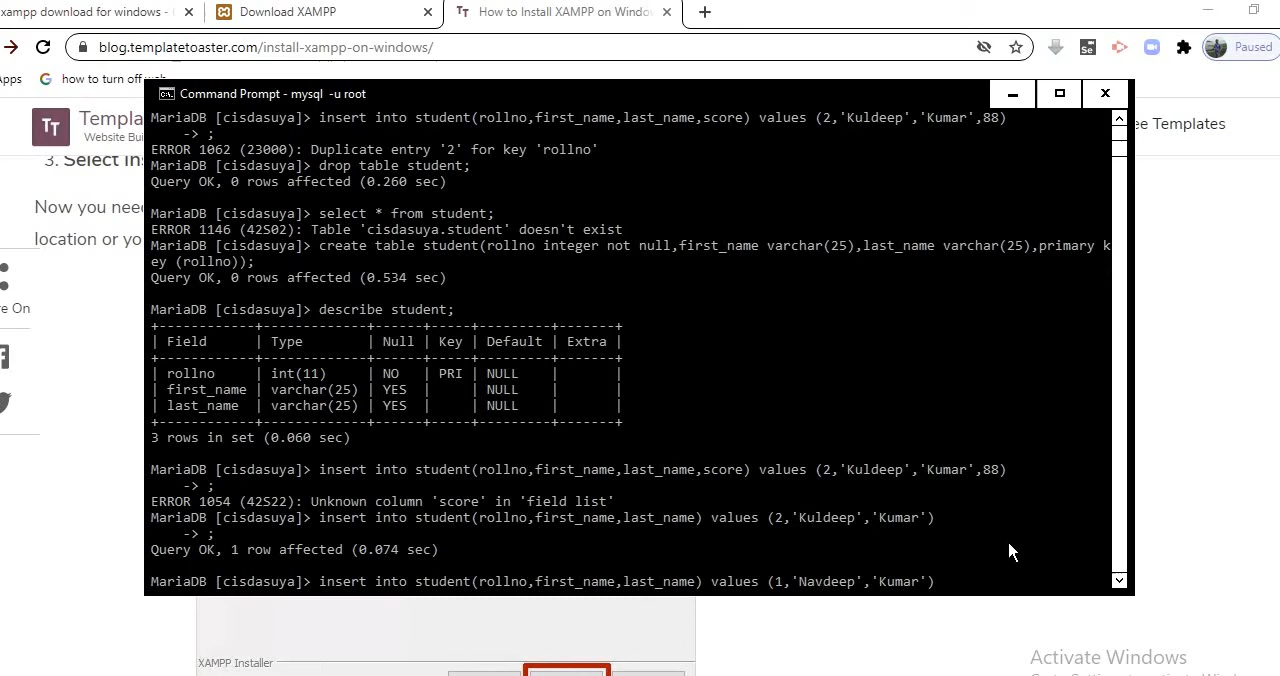 xampp download for windows -
Download XAMPP
How to Install XAMPP on Windo
blog.templatetoaster.com/install-xampp-on-windows/
Se
Paused
Apps
how to turn off web
Command Prompt - mysql -u root
TT
Templa
Website Bui
ee Templates
3. Select Ins
Now you need
location or yo
re On
MariaDB [cisdasuya]> insert into student(rollno,first_name,last_name,score) values (2,'Kuldeep','Kumar',88)
-> ;
ERROR 1062 (23000): Duplicate entry '2' for key 'rollno'
MariaDB [cisdasuya]> drop table student;
Query OK, 0 rows affected (0.260 sec)
MariaDB [cisdasuya]> select * from student;
ERROR 1146 (42S02): Table 'cisdasuya.student' doesn't exist
MariaDB [cisdasuya]> create table student(rollno integer not null,first_name varchar(25),last_name varchar(25),primary k
ey (rollno));
Query OK, 0 rows affected (0.534 sec)
MariaDB [cisdasuya]> describe student;
+------------+-------------+------+-----+---------+-------+
| Field | Type | Null | Key | Default | Extra |
+------------+-------------+------+-----+---------+-------+
| rollno | int(11) | NO | PRI | NULL | |
| first_name | varchar(25) | YES | | NULL | |
| last_name | varchar(25) | YES | | NULL | |
+------------+-------------+------+-----+---------+-------+
3 rows in set (0.060 sec)
MariaDB [cisdasuya]> insert into student(rollno,first_name,last_name,score) values (2,'Kuldeep','Kumar',88)
-> ;
ERROR 1054 (42S22): Unknown column 'score' in 'field list'
MariaDB [cisdasuya]> insert into student(rollno,first_name,last_name) values (2,'Kuldeep','Kumar')
-> ;
Query OK, 1 row affected (0.074 sec)
MariaDB [cisdasuya]> insert into student(rollno,first_name,last_name) values (1,'Navdeep','Kumar')
XAMPP Installer
Activate Windows